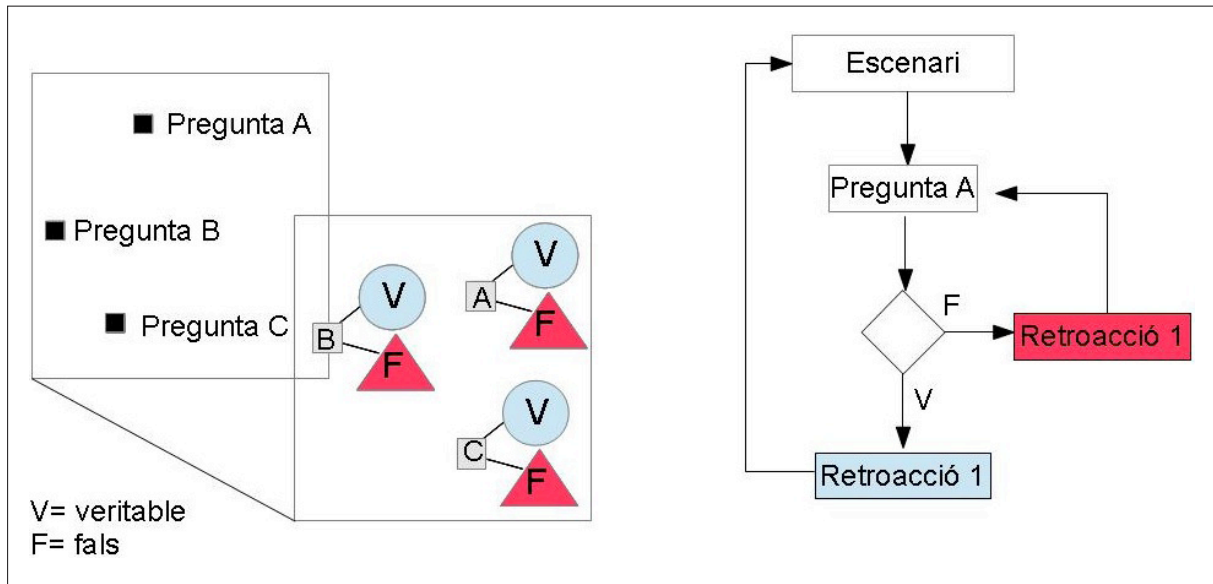 Pregunta A
Pregunta B
Pregunta C
V
A
F
V
B
F
V
C
F
V= veritable
F= fals
Escenari
Pregunta A
F
Retroacció 1
V
Retroacció 1